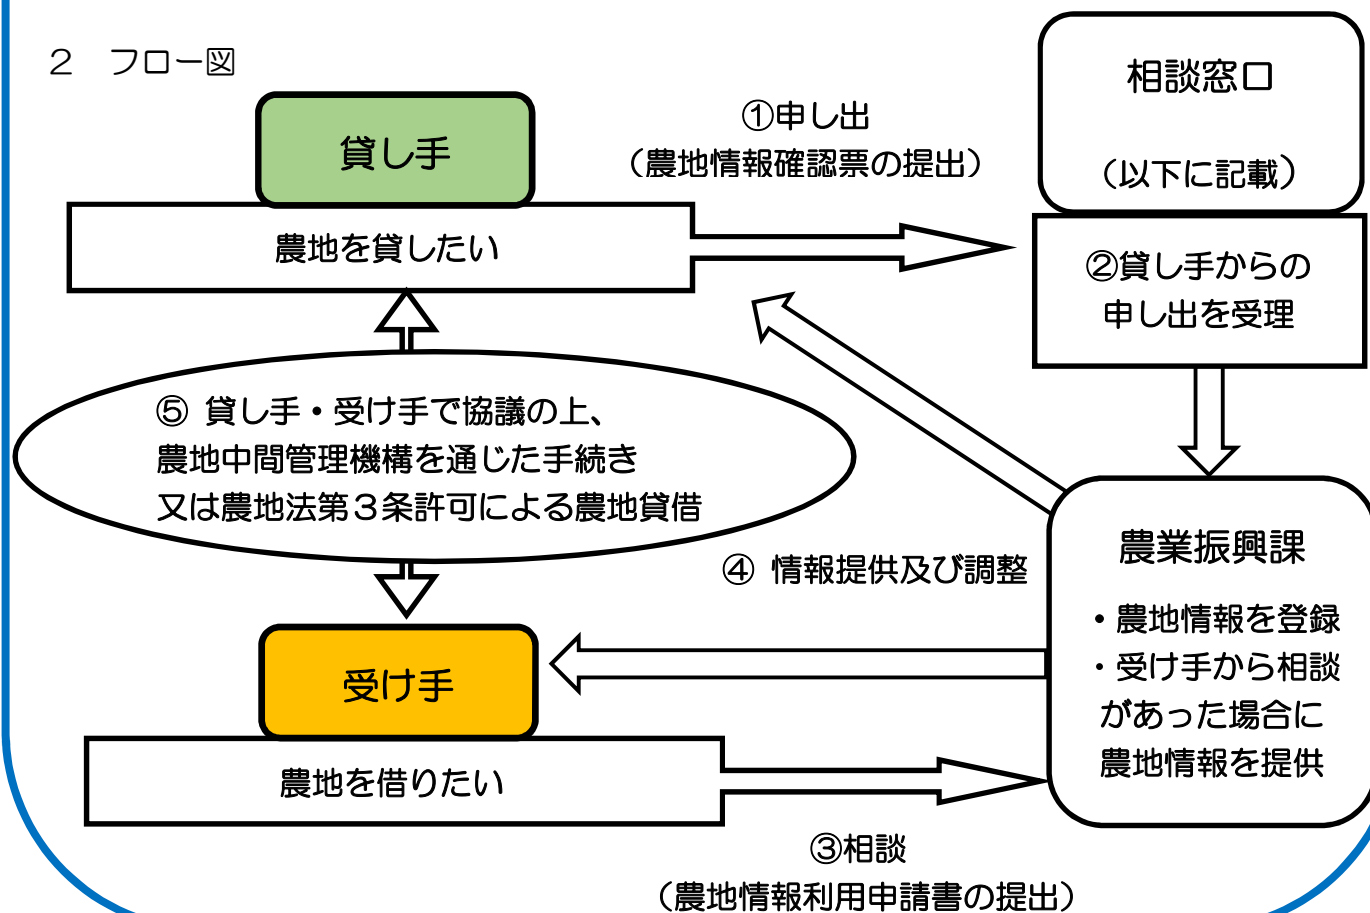 2　フロー図
貸し手
農地を貸したい
①申し出
（農地情報確認票の提出）
相談窓口
（以下に記載）
②貸し手からの
申し出を受理
⑤ 貸し手・受け手で協議の上、
農地中間管理機構を通じた手続き
又は農地法第３条許可による農地貸借
④ 情報提供及び調整
農業振興課
・農地情報を登録
・受け手から相談
があった場合に
農地情報を提供
受け手
農地を借りたい
③相談
（農地情報利用申請書の提出）